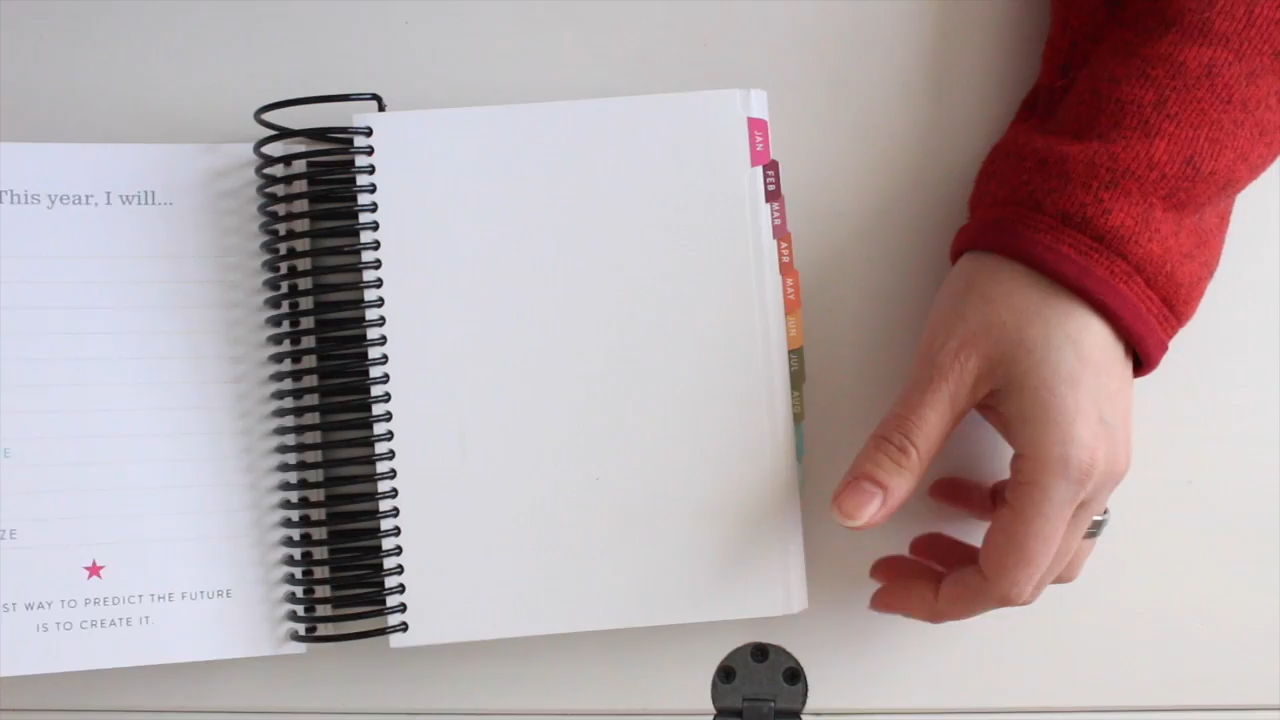 This year, I will...
E
ZE
ST WAY TO PREDICT THE FUTURE
IS TO CREATE IT.
JAN
FEB
MAR
APR
MAY
JUN
JUL
AUG